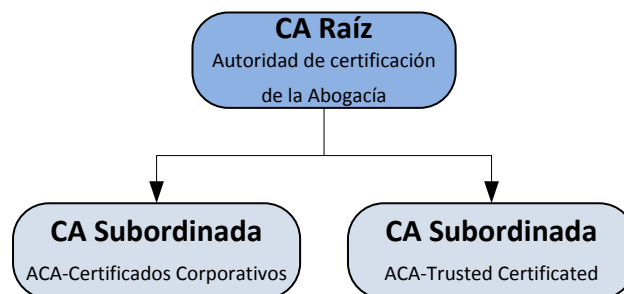 CA Raíz
Autoridad de certificación
de la Abogacía
CA Subordinada
ACA-Certificados Corporativos
CA Subordinada
ACA-Trusted Certificated